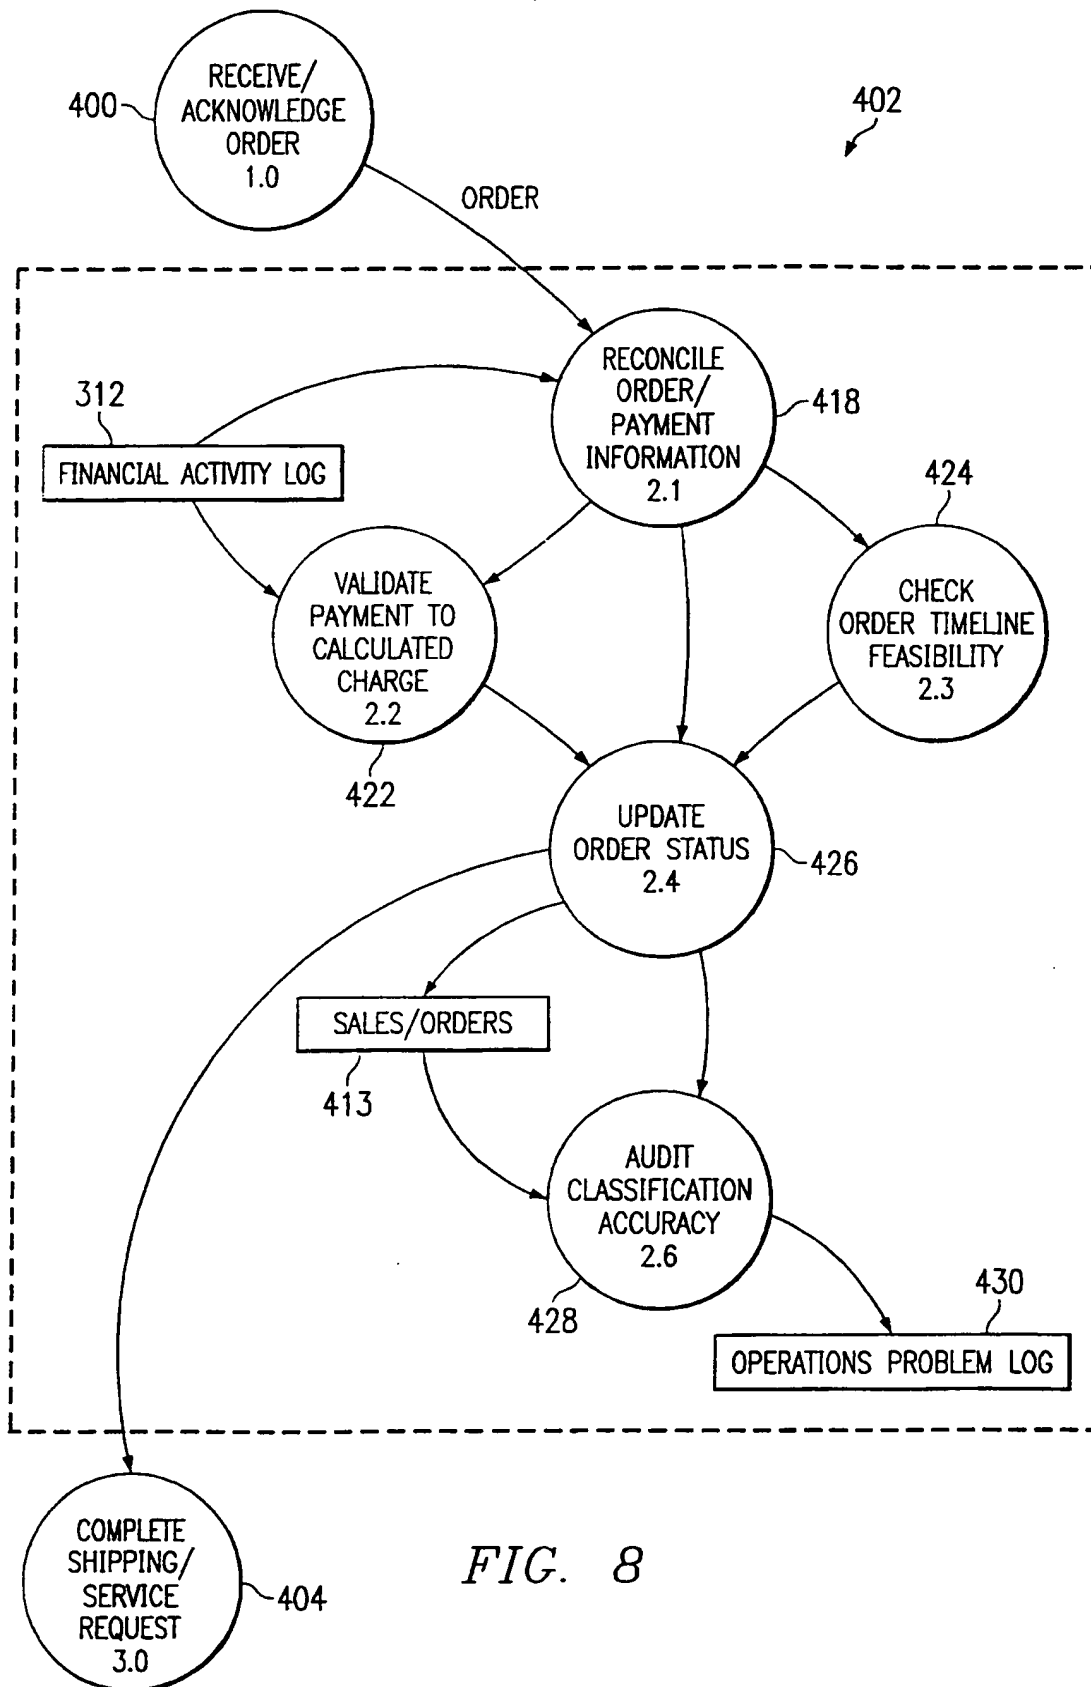 RECEIVE/
ACKNOWLEDGE
ORDER
1.0
400
402
ORDER
RECONCILE
ORDER/
PAYMENT
INFORMATION
2.1
418
312
FINANCIAL ACTIVITY LOG
424
VALIDATE
PAYMENT TO
CALCULATED
CHARGE
2.2
422
CHECK
ORDER TIMELINE
FEASIBILITY
2.3
UPDATE
ORDER STATUS
2.4
426
SALES/ORDERS
413
AUDIT
CLASSIFICATION
ACCURACY
2.6
428
430
OPERATIONS PROBLEM LOG
COMPLETE
SHIPPING/
SERVICE
REQUEST
3.0
404
FIG. 8